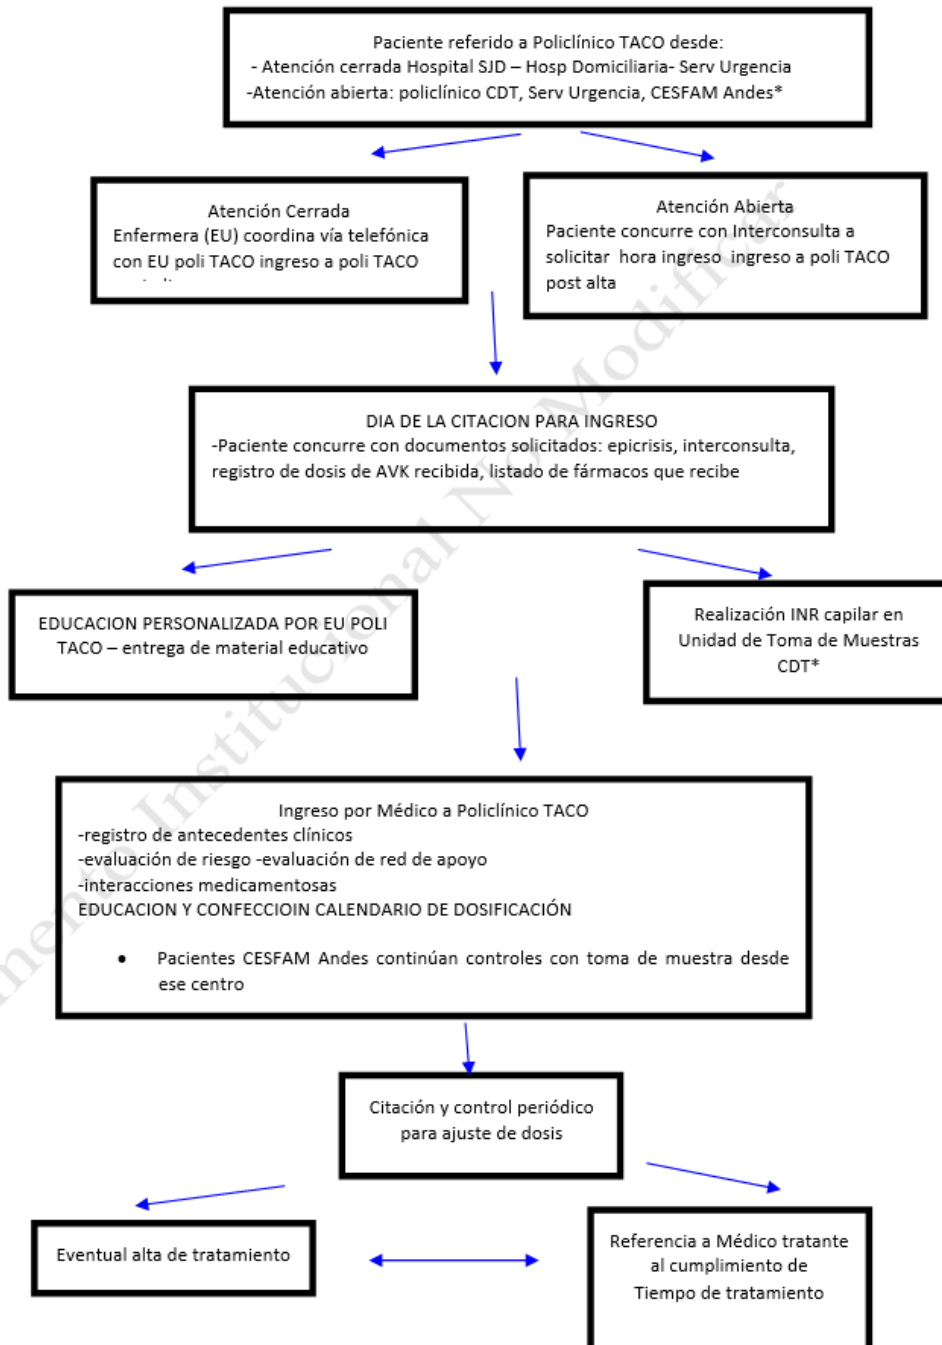 Paciente referido a Policlínico TACO desde:
- Atención cerrada Hospital SJD – Hosp Domiciliaria- Serv Urgencia
-Atención abierta: policlínico CDT, Serv Urgencia, CESFAM Andes*
Atención Cerrada
Enfermera (EU) coordina vía telefónica
con EU poli TACO ingreso a poli TACO
Atención Abierta
Paciente concurre con Interconsulta a
solicitar hora ingreso ingreso a poli TACO
post alta
DIA DE LA CITACION PARA INGRESO
-Paciente concurre con documentos solicitados: epicrisis, interconsulta,
registro de dosis de AVK recibida, listado de fármacos que recibe
EDUCACION PERSONALIZADA POR EU POLI
TACO – entrega de material educativo
Realización INR capilar en
Unidad de Toma de Muestras
CDT*
Ingreso por Médico a Policlínico TACO
-registro de antecedentes clínicos
-evaluación de riesgo -evaluación de red de apoyo
-interacciones medicamentosas
EDUCACION Y CONFECCIOIN CALENDARIO DE DOSIFICACIÓN
• Pacientes CESFAM Andes continúan controles con toma de muestra desde
ese centro
Citación y control periódico
para ajuste de dosis
Eventual alta de tratamiento
Referencia a Médico tratante
al cumplimiento de
Tiempo de tratamiento
Institucional No Modificar